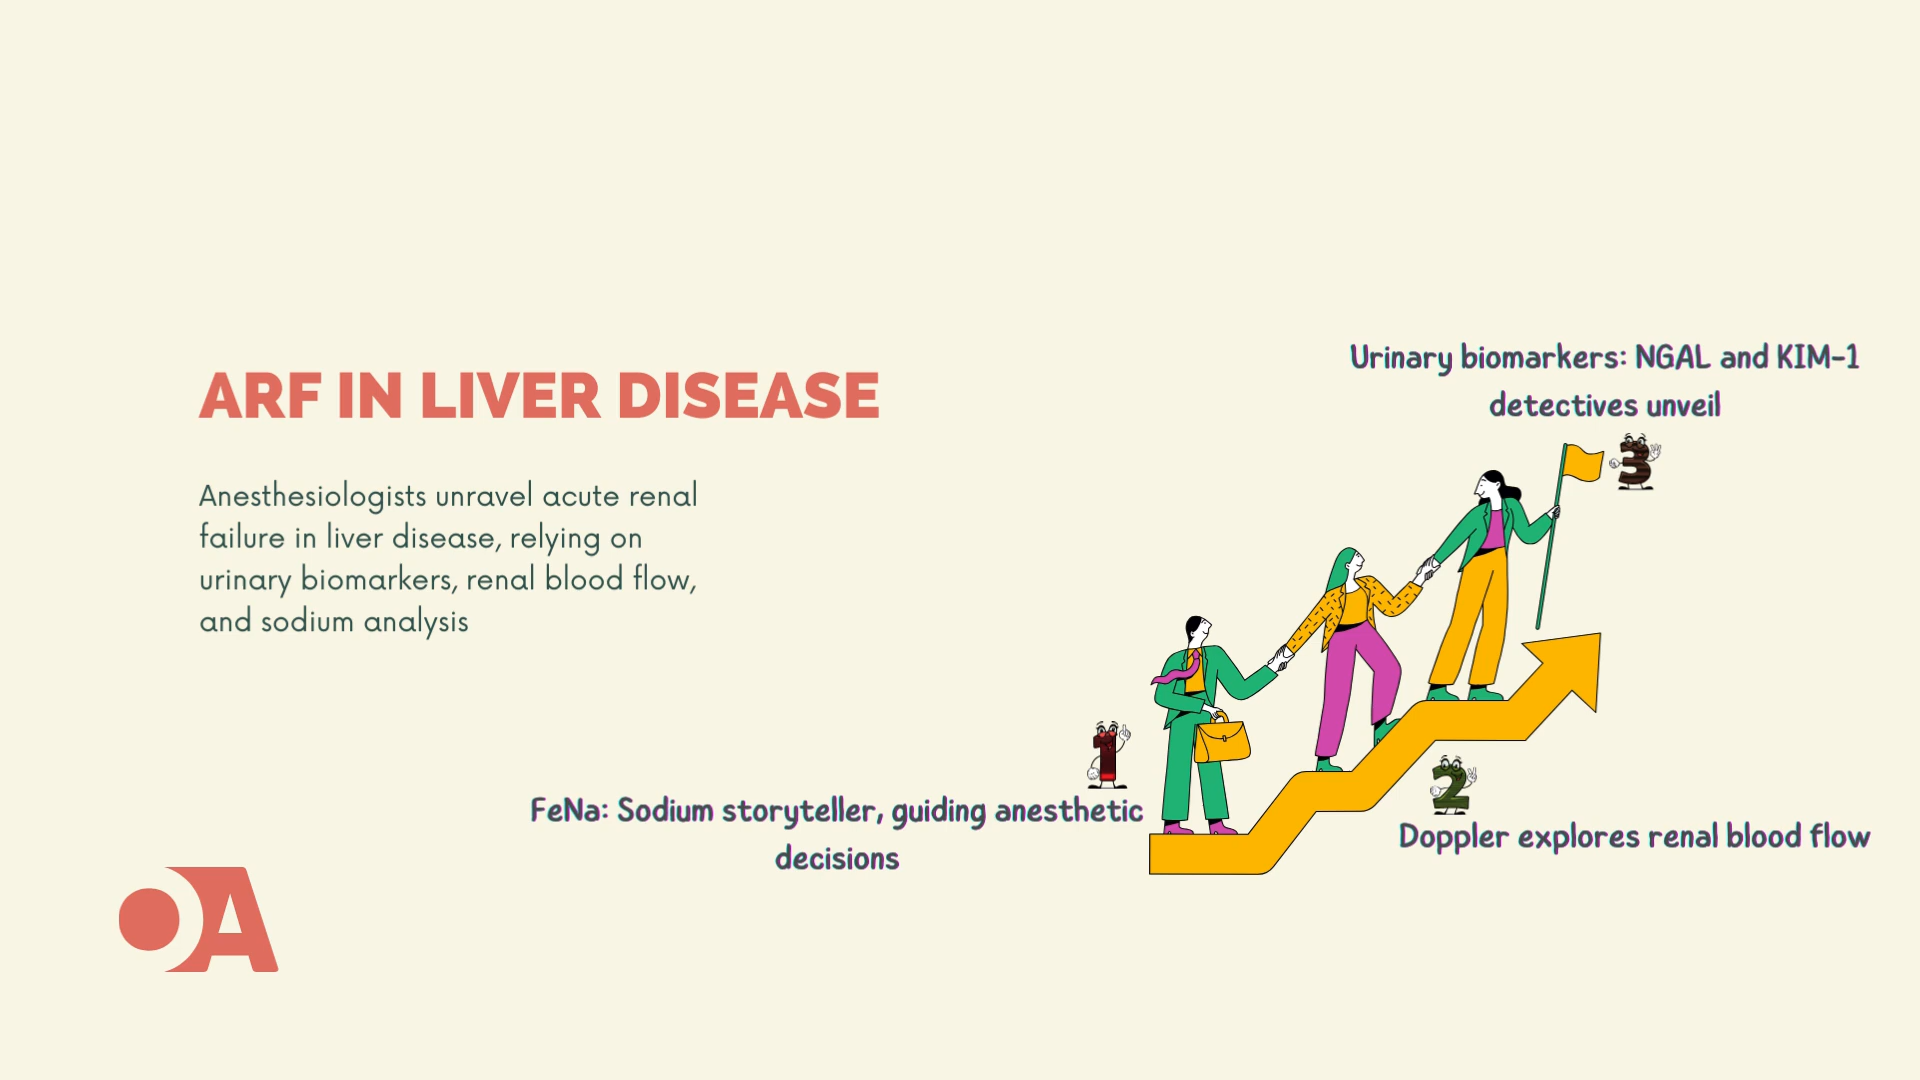 ARF IN LIVER DISEASE
Anesthesiologists unravel acute renal
failure in liver disease, relying on
urinary biomarkers, renal blood flow,
and sodium analysis
Urinary biomarkers: NGAL and KIM-1
detectives unveil
3
1
FeNa: Sodium storyteller, guiding anesthetic
decisions
2
Doppler explores renal blood flow
OA